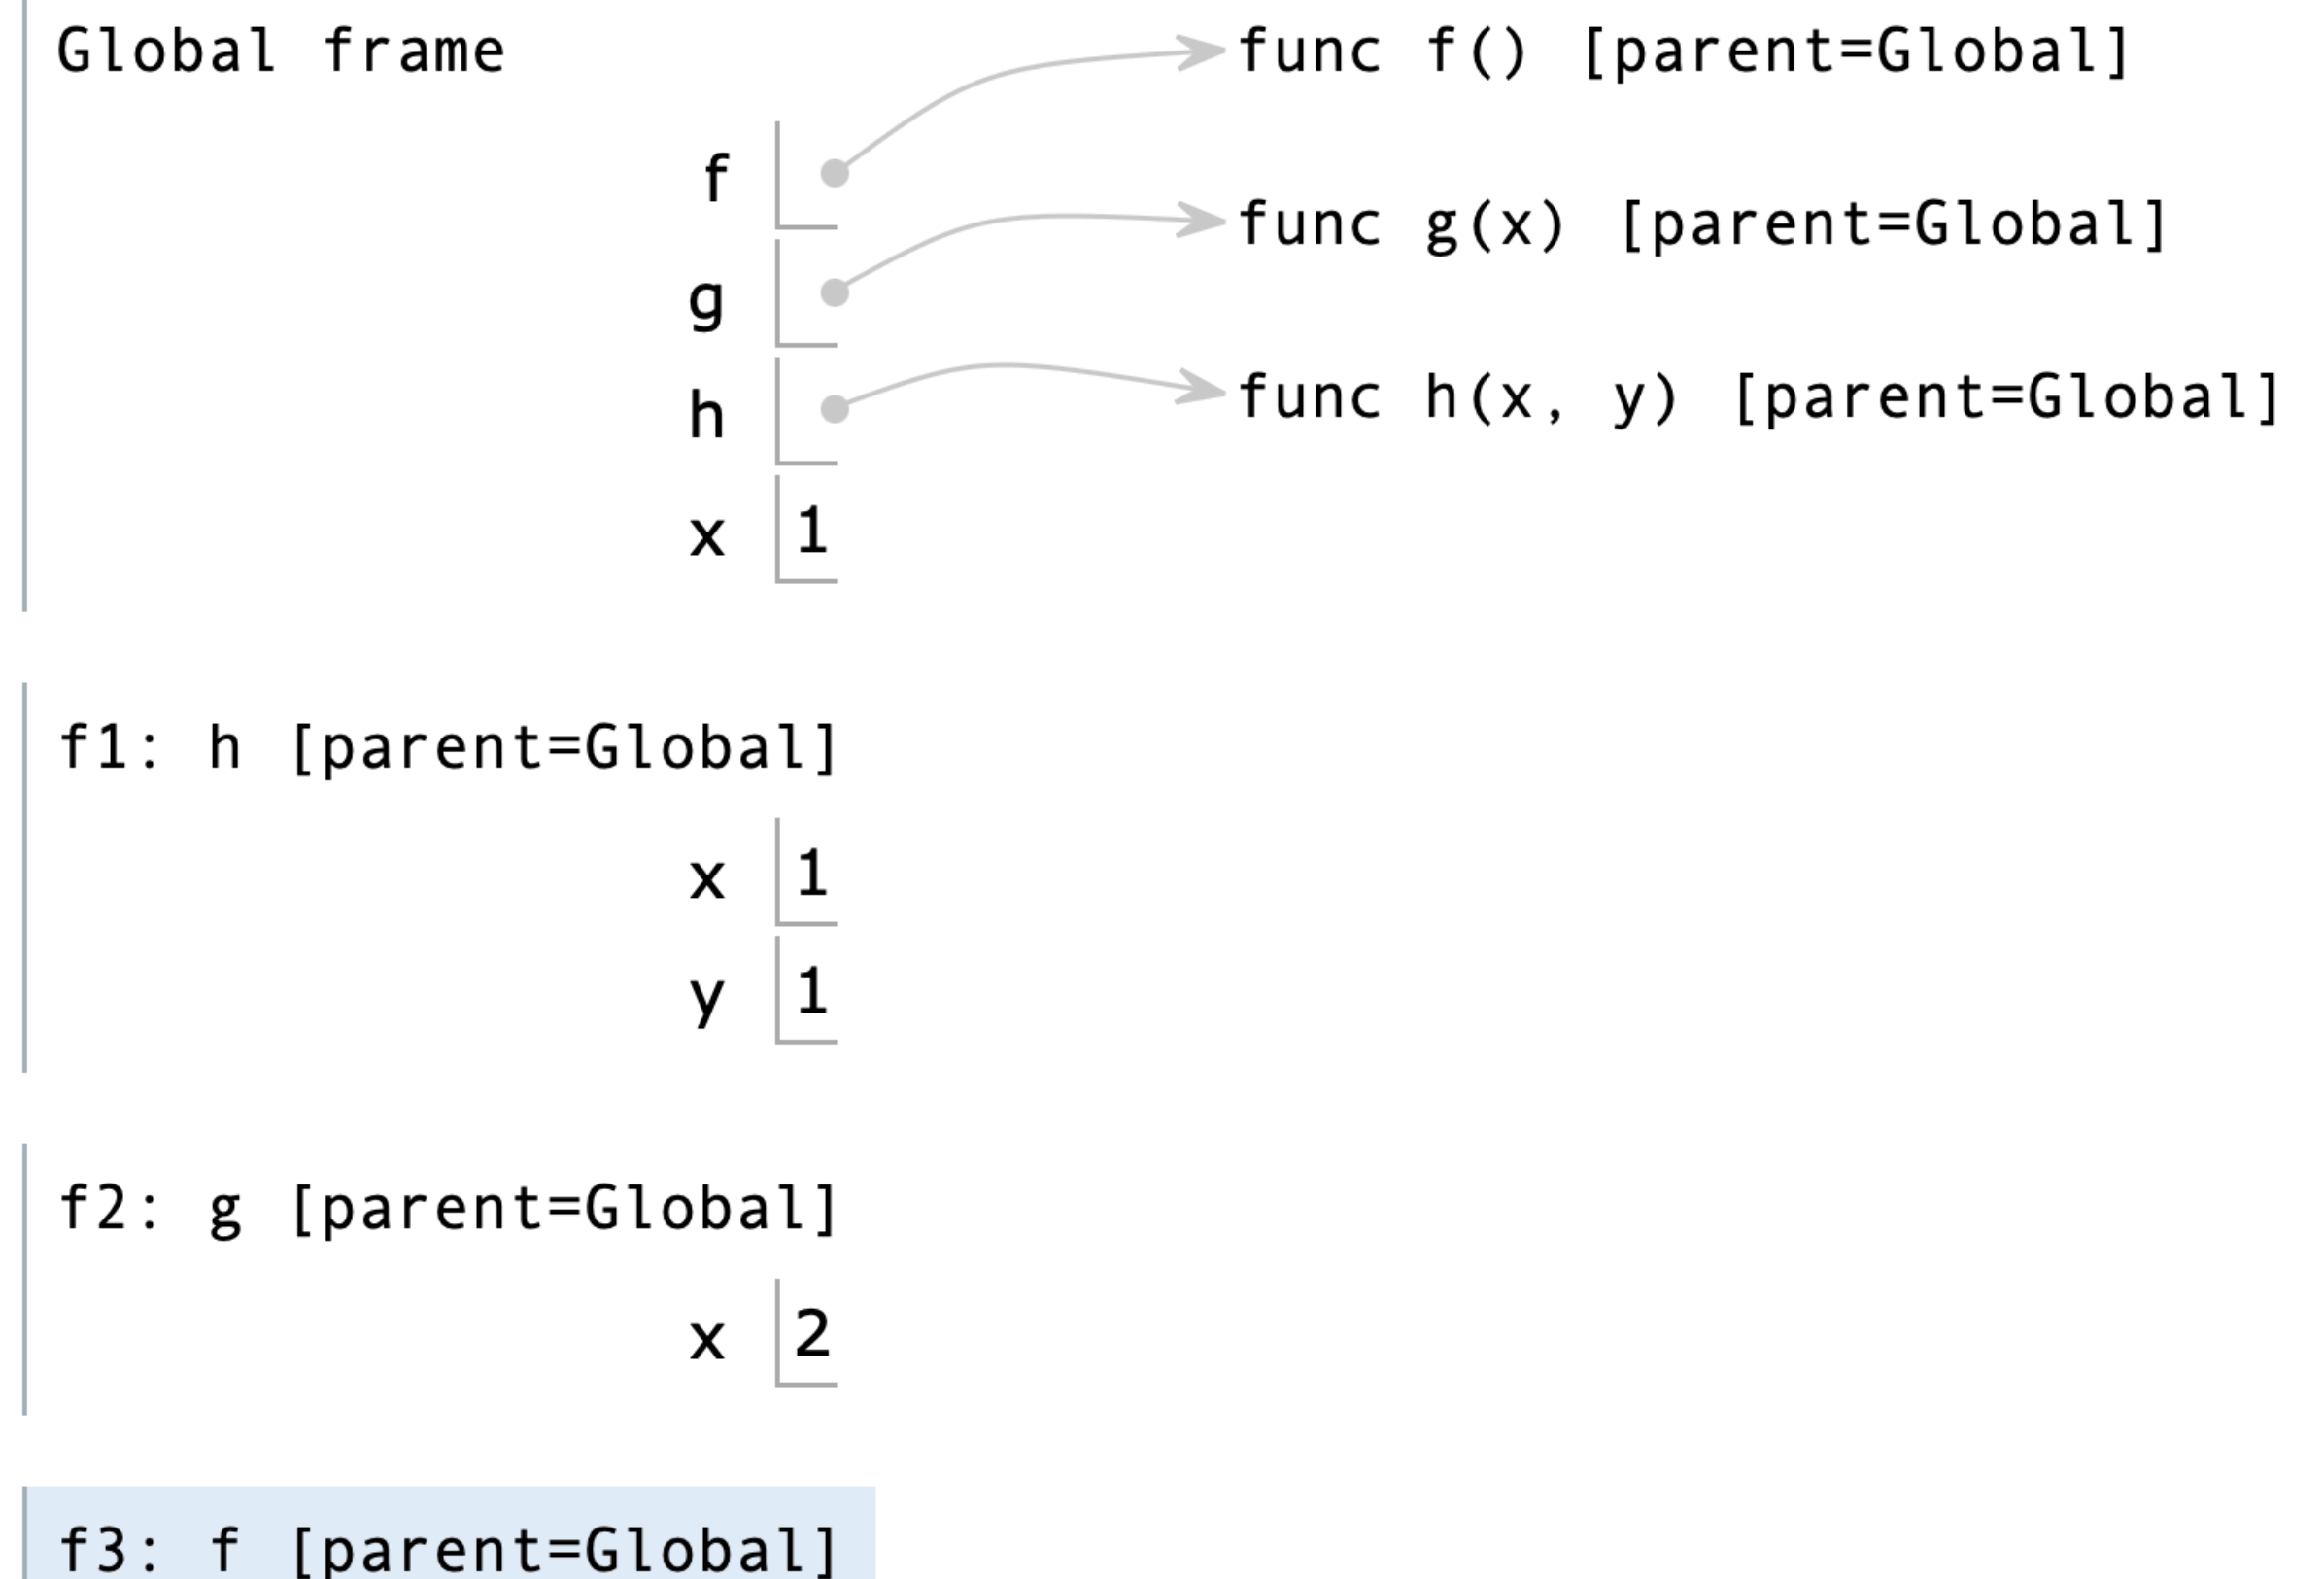 Global frame
func f() [parent=Global]
f
func g(x) [parent=Global]
g
func h(x, y) [parent=Global]
h
x 1
f1: h [parent=Global]
x 1
y 1
f2: g [parent=Global]
x 2
f3: f [parent=Global]